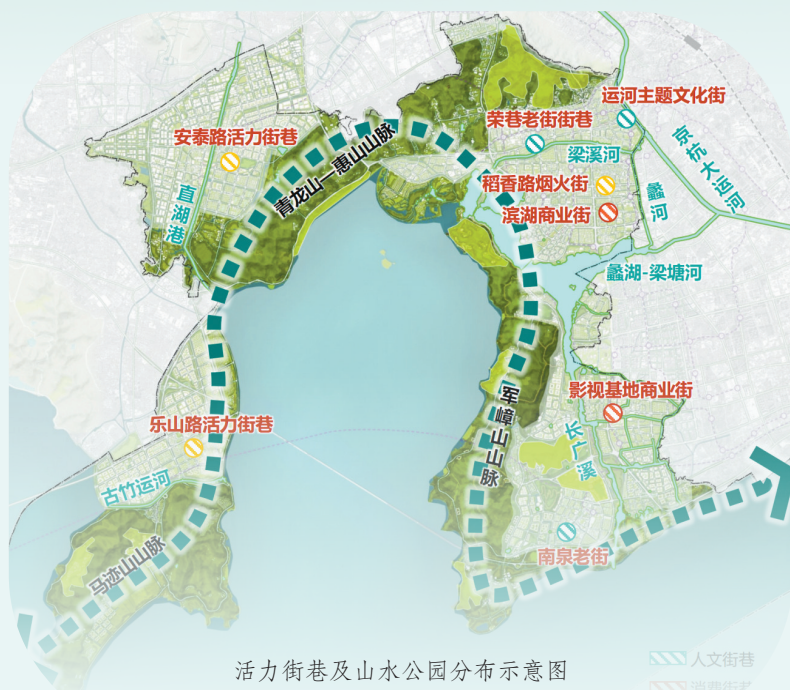 运河主题文化街
荣巷老街街巷
安泰路活力街巷
京杭大运河
梁溪河
青龙山—惠山山脉
稻香路烟火街
蠡河
直湖港
滨湖商业街
蠡湖-梁塘河
影视基地商业街
军嶂山山脉
乐山路活力街巷
长广溪
古竹运河
南泉老街
马迹山山脉
人文街巷
活力街巷及山水公园分布示意图